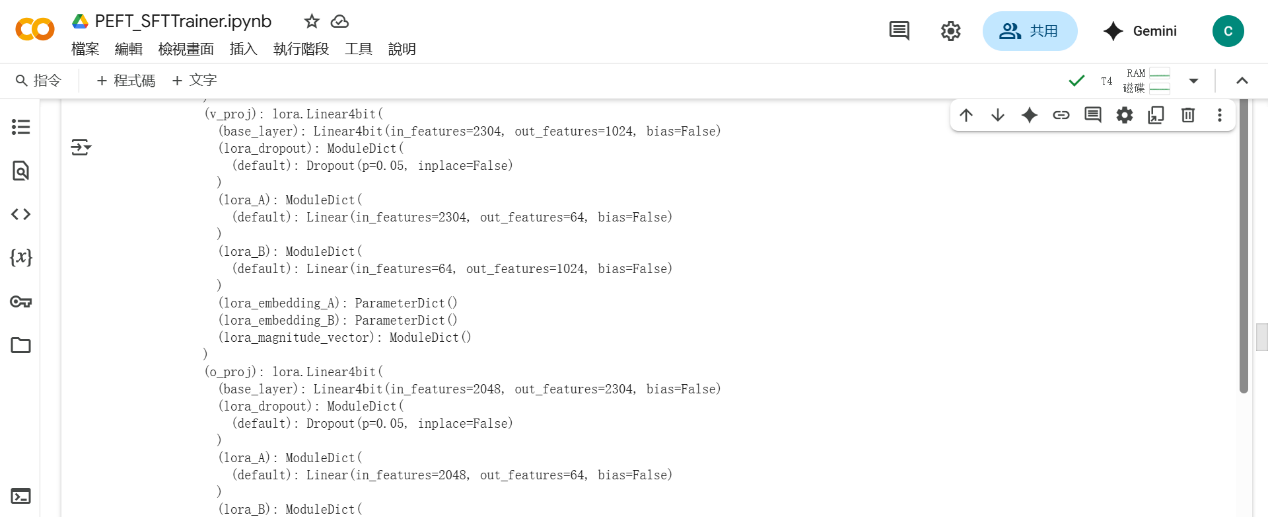 PEFT_SFTTrainer.ipynb
檔案 編輯 檢視畫面 插入 執行階段 工具 說明
共用
Gemini
C
指令 + 程式碼 + 文字
T4 RAM
磁碟
)
(v_proj): lora.Linear4bit(
(base_layer): Linear4bit(in_features=2304, out_features=1024, bias=False)
(lora_dropout): ModuleDict(
(default): Dropout(p=0.05, inplace=False)
)
(lora_A): ModuleDict(
(default): Linear(in_features=2304, out_features=64, bias=False)
)
(lora_B): ModuleDict(
(default): Linear(in_features=64, out_features=1024, bias=False)
)
(lora_embedding_A): ParameterDict()
(lora_embedding_B): ParameterDict()
(lora_magnitude_vector): ModuleDict()
)
(o_proj): lora.Linear4bit(
(base_layer): Linear4bit(in_features=2048, out_features=2304, bias=False)
(lora_dropout): ModuleDict(
(default): Dropout(p=0.05, inplace=False)
)
(lora_A): ModuleDict(
(default): Linear(in_features=2048, out_features=64, bias=False)
)
(lora_B): ModuleDict(